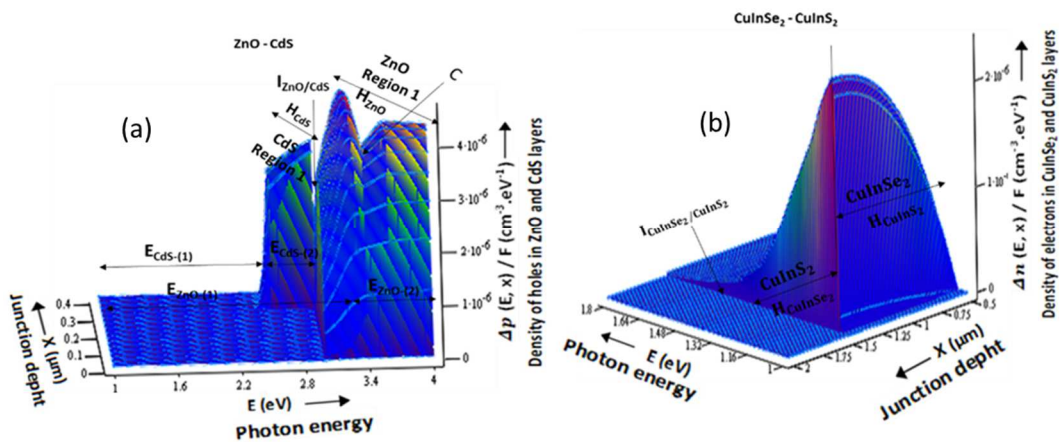 ZnO - CdS
(a)
I_ZnO/CdS
H_CdS
CdS
Region 1
ZnO
Region 1
H_ZnO
C
E_CdS-(1)
E_CdS-(2)
E_ZnO-(1)
E_ZnO-(2)
0.4
0.3
0.2
0.1
0
X (μm)
Junction depht
1
1.6
2.2
2.8
3.4
4
E (eV)
Photon energy
4·10⁻⁶
3·10⁻⁶
2·10⁻⁶
1·10⁻⁶
0
Δp (E, x) / F (cm⁻³.eV⁻¹)
Density of holes in ZnO and CdS layers
CuInSe₂ - CuInS₂
(b)
I_CuInSe₂/CuInS₂
CuInSe₂
H_CuInS₂
CuInS₂
H_CuInSe₂
1.8
1.64
1.48
1.32
1.16
1
E (eV)
Photon energy
2
1.75
1.5
1.25
1
0.75
0.5
X (μm)
Junction depht
2·10⁻⁶
1·10⁻⁴
0
Δn (E, x) / F (cm⁻³.eV⁻¹)
Density of electrons in CuInSe₂ and CuInS₂ layers